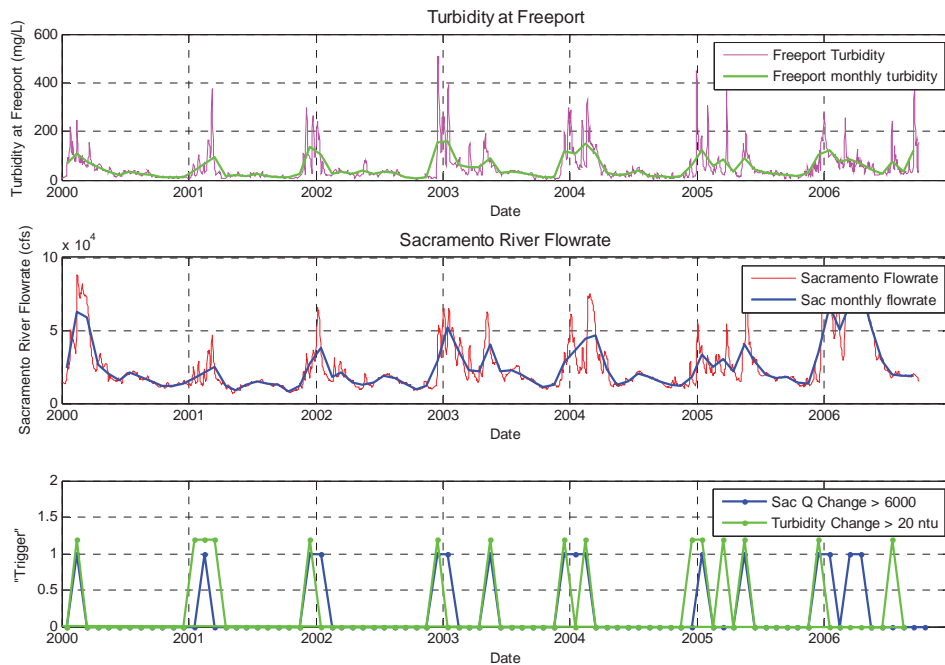 Turbidity at Freeport
Turbidity at Freeport (mg/L)
600
400
200
0
Freeport Turbidity
Freeport monthly turbidity
2000 2001 2002 2003 2004 2005 2006
Date
Sacramento River Flowrate
Sacramento River Flowrate (cfs)
x 10^4
10
5
0
Sacramento Flowrate
Sac monthly flowrate
2000 2001 2002 2003 2004 2005 2006
Date
"Trigger"
2
1.5
1
0.5
0
Sac Q Change > 6000
Turbidity Change > 20 ntu
2000 2001 2002 2003 2004 2005 2006
Date